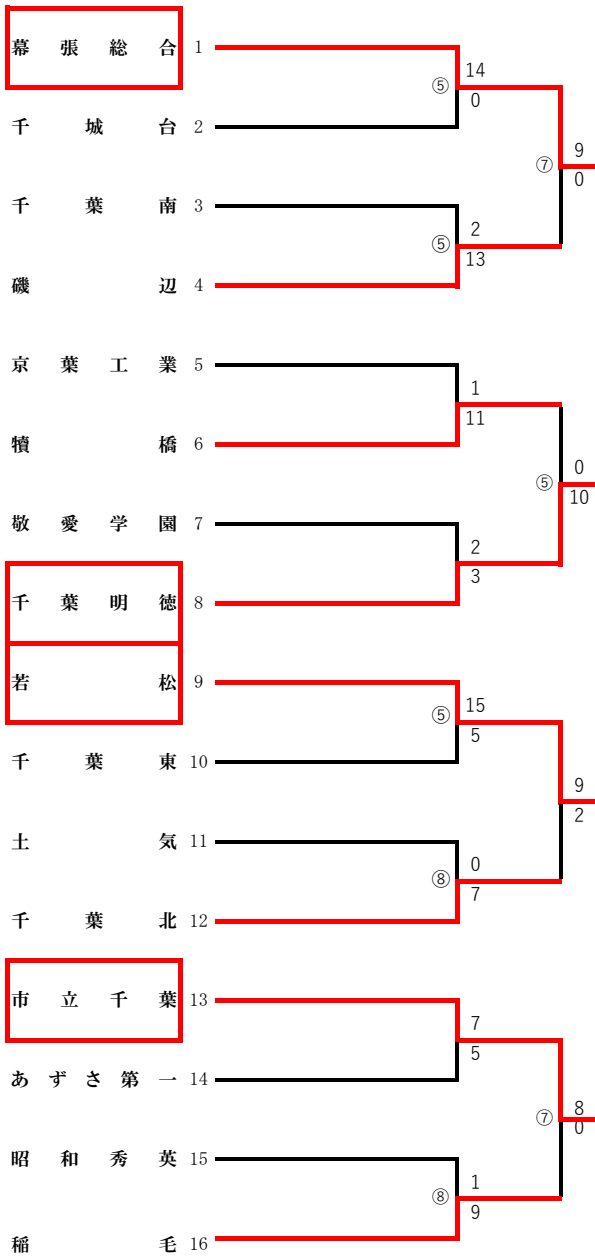 幕張総合 1
14
⑤
0
千城台 2
9
⑦
0
千葉南 3
2
⑤
13
磯辺 4
京葉工業 5
1
11
犢橋 6
0
⑤
10
敬愛学園 7
2
3
千葉明徳 8
若松 9
15
⑤
5
千葉東 10
9
2
土気 11
0
⑧
7
千葉北 12
市立千葉 13
7
5
あずさ第一 14
8
⑦
0
昭和秀英 15
1
⑧
9
稲毛 16